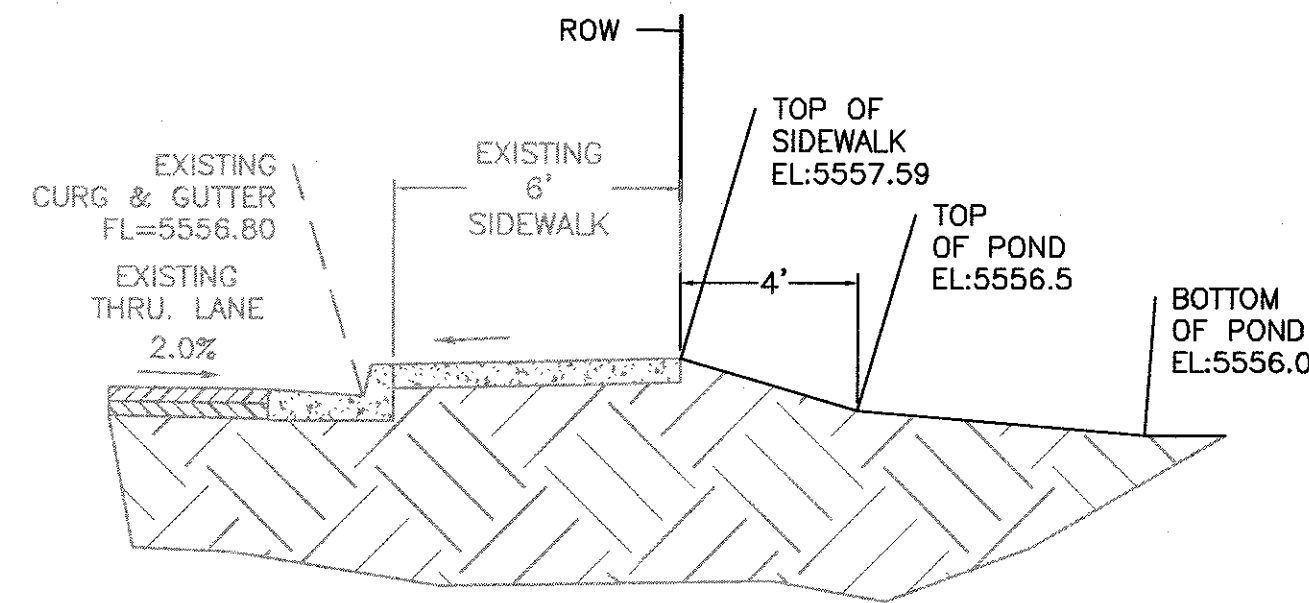 ROW
TOP OF
SIDEWALK
EL:5557.59
EXISTING
CURG & GUTTER
FL=5556.80
EXISTING
6'
SIDEWALK
TOP
OF POND
EL:5556.5
EXISTING
THRU. LANE
2.0%
4'
BOTTOM
OF POND
EL:5556.0